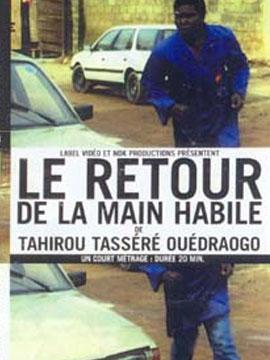 LABEL VIDÉO ET NDK PRODUCTIONS PRÉSENTENT
LE RETOUR
DE LA MAIN HABILE
DE
TAHIROU TASSÉRÉ OUÉDRAOGO
UN COURT MÉTRAGE : DURÉE 20 MIN.